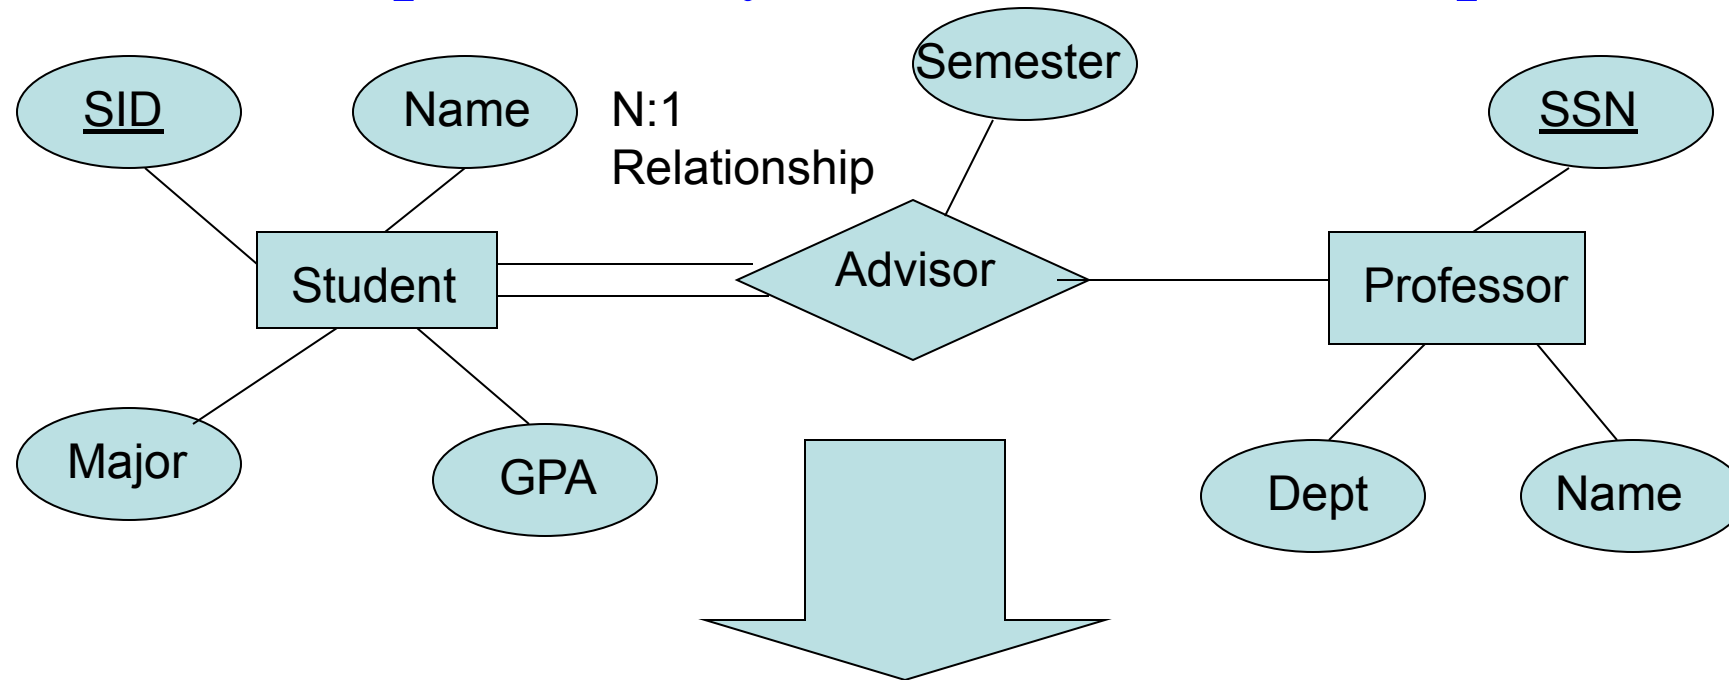 Semester
SID
Name
N:1
Relationship
SSN
Student
Advisor
Professor
Major
GPA
Dept
Name